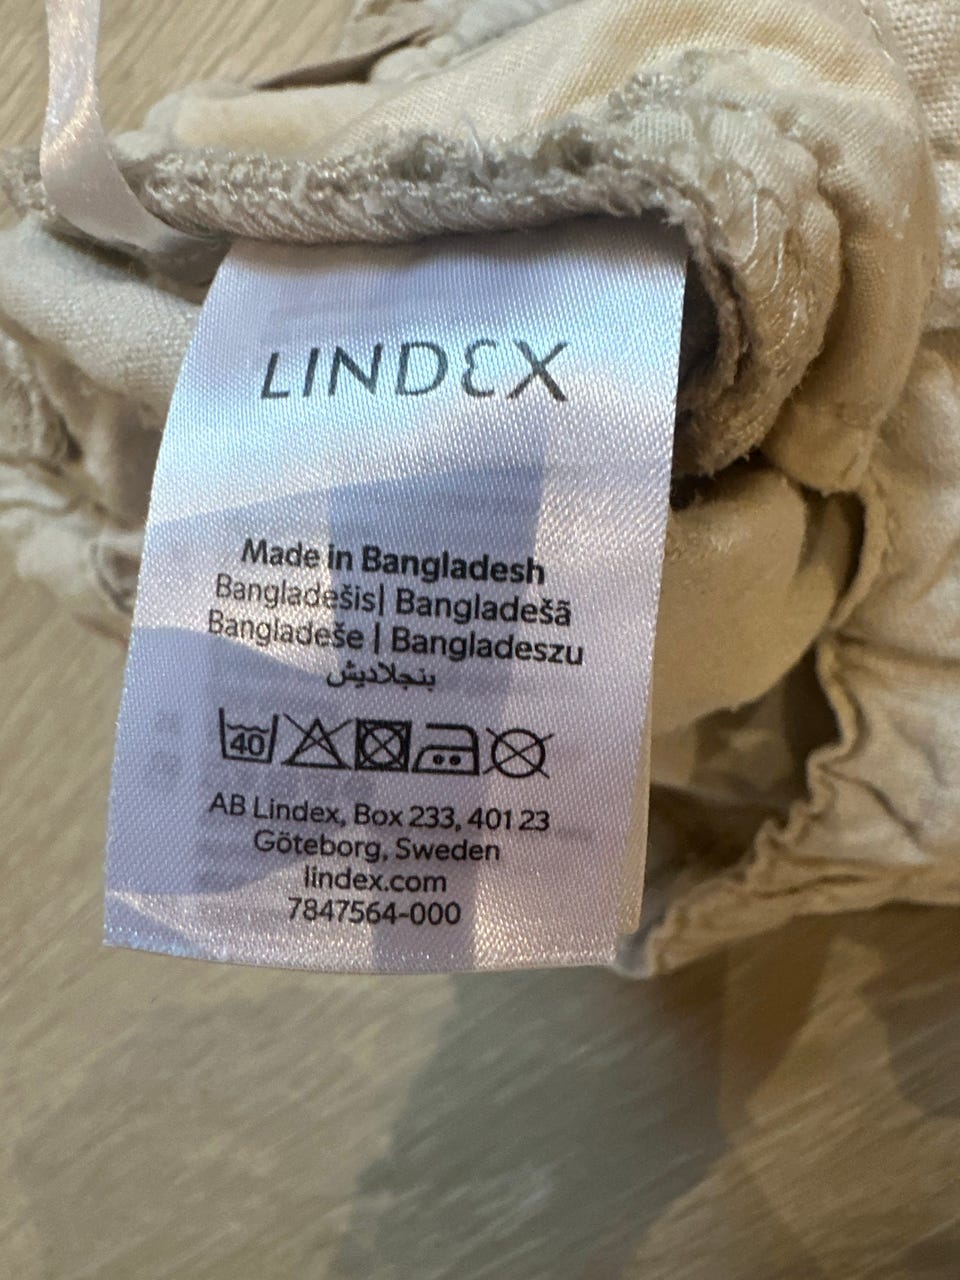 LINDEX
Made in Bangladesh
Bangladešis| Bangladešā
Bangladeše | Bangladeszu
بنجلاديش
40
AB Lindex, Box 233, 401 23
Göteborg, Sweden
lindex.com
7847564-000